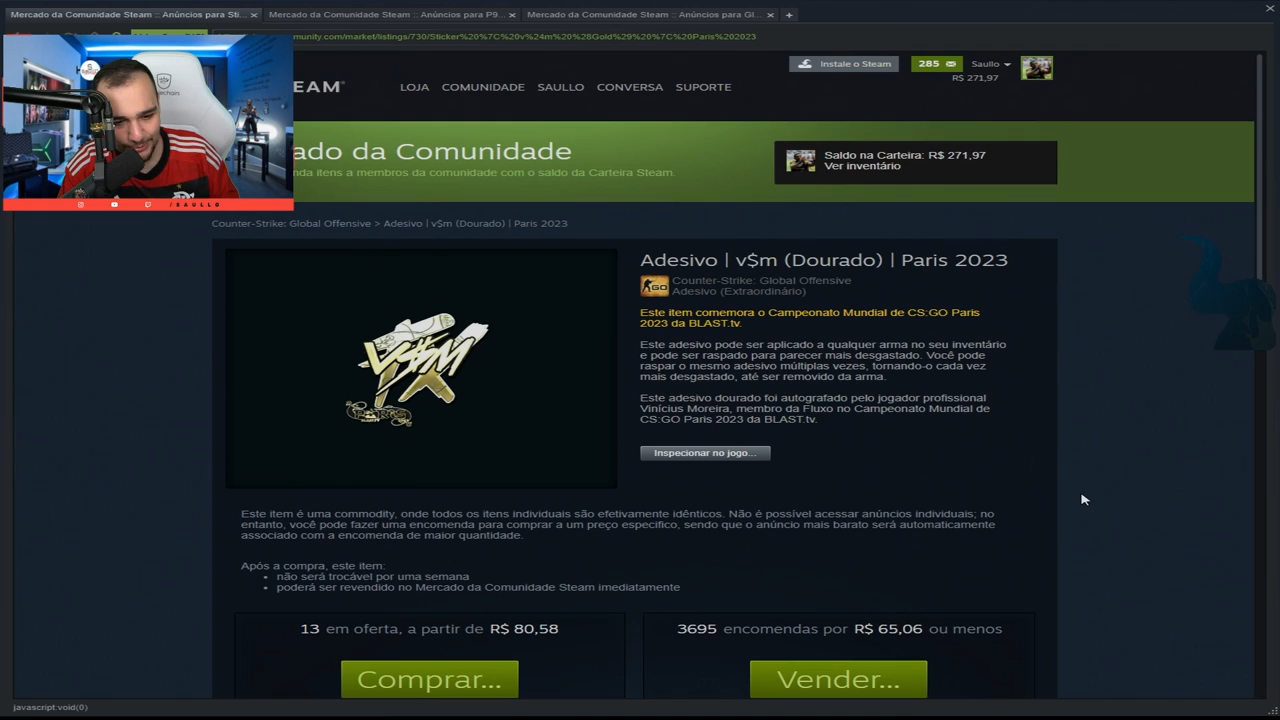 Mercado da Comunidade Steam :: Anúncios para Sti...
Mercado da Comunidade Steam :: Anúncios para P9...
Mercado da Comunidade Steam :: Anúncios para Gl...
munity.com/market/listings/730/Sticker%20%7C%20v%24m%20%28Gold%29%20%7C%20Paris%202023
EAM
LOJA COMUNIDADE SAULLO CONVERSA SUPORTE
Instale o Steam
285
Saullo
R$ 271,97
ado da Comunidade
nda itens a membros da comunidade com o saldo da Carteira Steam.
Saldo na Carteira: R$ 271,97
Ver inventário
/SAULLO
Counter-Strike: Global Offensive > Adesivo | v$m (Dourado) | Paris 2023
V$M
Adesivo | v$m (Dourado) | Paris 2023
GO
Counter-Strike: Global Offensive
Adesivo (Extraordinário)
Este item comemora o Campeonato Mundial de CS:GO Paris
2023 da BLAST.tv.
Este adesivo pode ser aplicado a qualquer arma no seu inventário
e pode ser raspado para parecer mais desgastado. Você pode
raspar o mesmo adesivo múltiplas vezes, tornando-o cada vez
mais desgastado, até ser removido da arma.
Este adesivo dourado foi autografado pelo jogador profissional
Vinícius Moreira, membro da Fluxo no Campeonato Mundial de
CS:GO Paris 2023 da BLAST.tv.
Inspecionar no jogo...
Este item é uma commodity, onde todos os itens individuais são efetivamente idênticos. Não é possível acessar anúncios individuais; no
entanto, você pode fazer uma encomenda para comprar a um preço específico, sendo que o anúncio mais barato será automaticamente
associado com a encomenda de maior quantidade.
Após a compra, este item:
• não será trocável por uma semana
• poderá ser revendido no Mercado da Comunidade Steam imediatamente
13 em oferta, a partir de R$ 80,58
Comprar...
3695 encomendas por R$ 65,06 ou menos
Vender...
javascript:void(0)